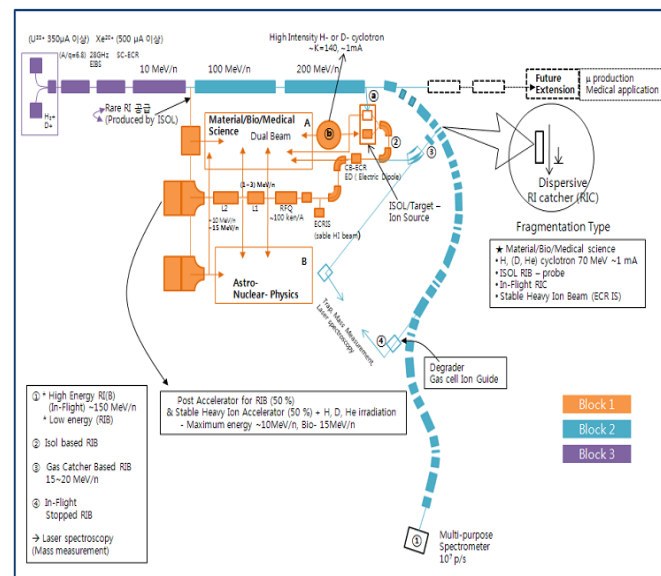 (U³³⁺ 350μA 이상) Xe²⁰⁺ (500 μA 이상)
(A/q=6.8) 28GHz SC-ECR
EIBS
10 MeV/n
100 MeV/n
200 MeV/n
H₂+
D+
High Intensity H- or D- cyclotron
~K=140, ~1mA
Future
Extension
μ production
Medical application
Rare RI 공급
(Produced by ISOL)
Material/Bio/Medical
Science
A
Dual Beam
ⓐ
ⓑ
②
③
CB-ECR
ED ( Electric Dipole)
ISOL/Target –
Ion Source
Dispersive
RI catcher (RIC)
Fragmentation Type
(1~3) MeV/n
L2
L1
RFQ
~100 ken/A
ECRIS
(sable HI beam)
~10 MeV/n
~15 MeV/n
B
Astro-
Nuclear- Physics
★ Material/Bio/Medical science
• H, (D, He) cyclotron 70 MeV ~1 mA
• ISOL RIB – probe
• In-Flight RIC
• Stable Heavy Ion Beam (ECR IS)
Trap, Mass Measurement,
Laser spectroscopy
④
Degrader
Gas cell Ion Guide
Post Accelerator for RIB (50 %)
& Stable Heavy Ion Accelerator (50 %) + H, D, He irradiation
- Maximum energy ~10MeV/n, Bio- 15MeV/n
① * High Energy RI(B)
(In-Flight) ~150 MeV/n
* Low energy (RIB)
② Isol based RIB
③ Gas Catcher Based RIB
15~20 MeV/n
④ In-Flight
Stopped RIB
→ Laser spectroscopy
(Mass measurement)
Block 1
Block 2
Block 3
①
Multi-purpose
Spectrometer
10⁷ p/s